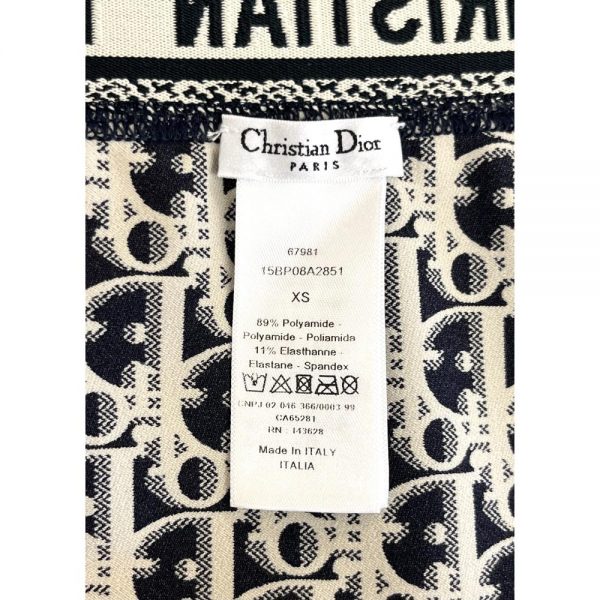 RISTIAN
Christian Dior
PARIS
67981
15BP08A2851
XS
89% Polyamide -
Polyamide - Poliamida
11% Elasthanne -
Elastane - Spandex
CNPJ 02 046 366/0003 99
CA65281
RN : 143628
Made In ITALY
ITALIA